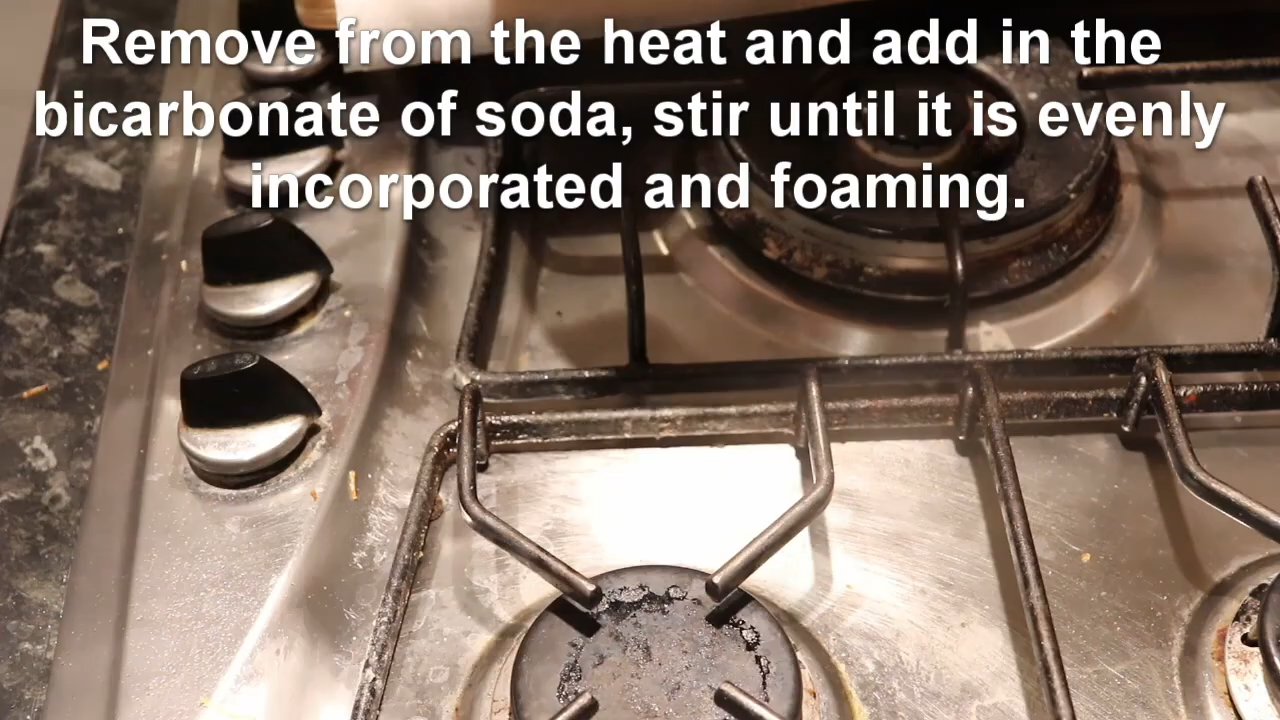 Remove from the heat and add in the
bicarbonate of soda, stir until it is evenly
incorporated and foaming.